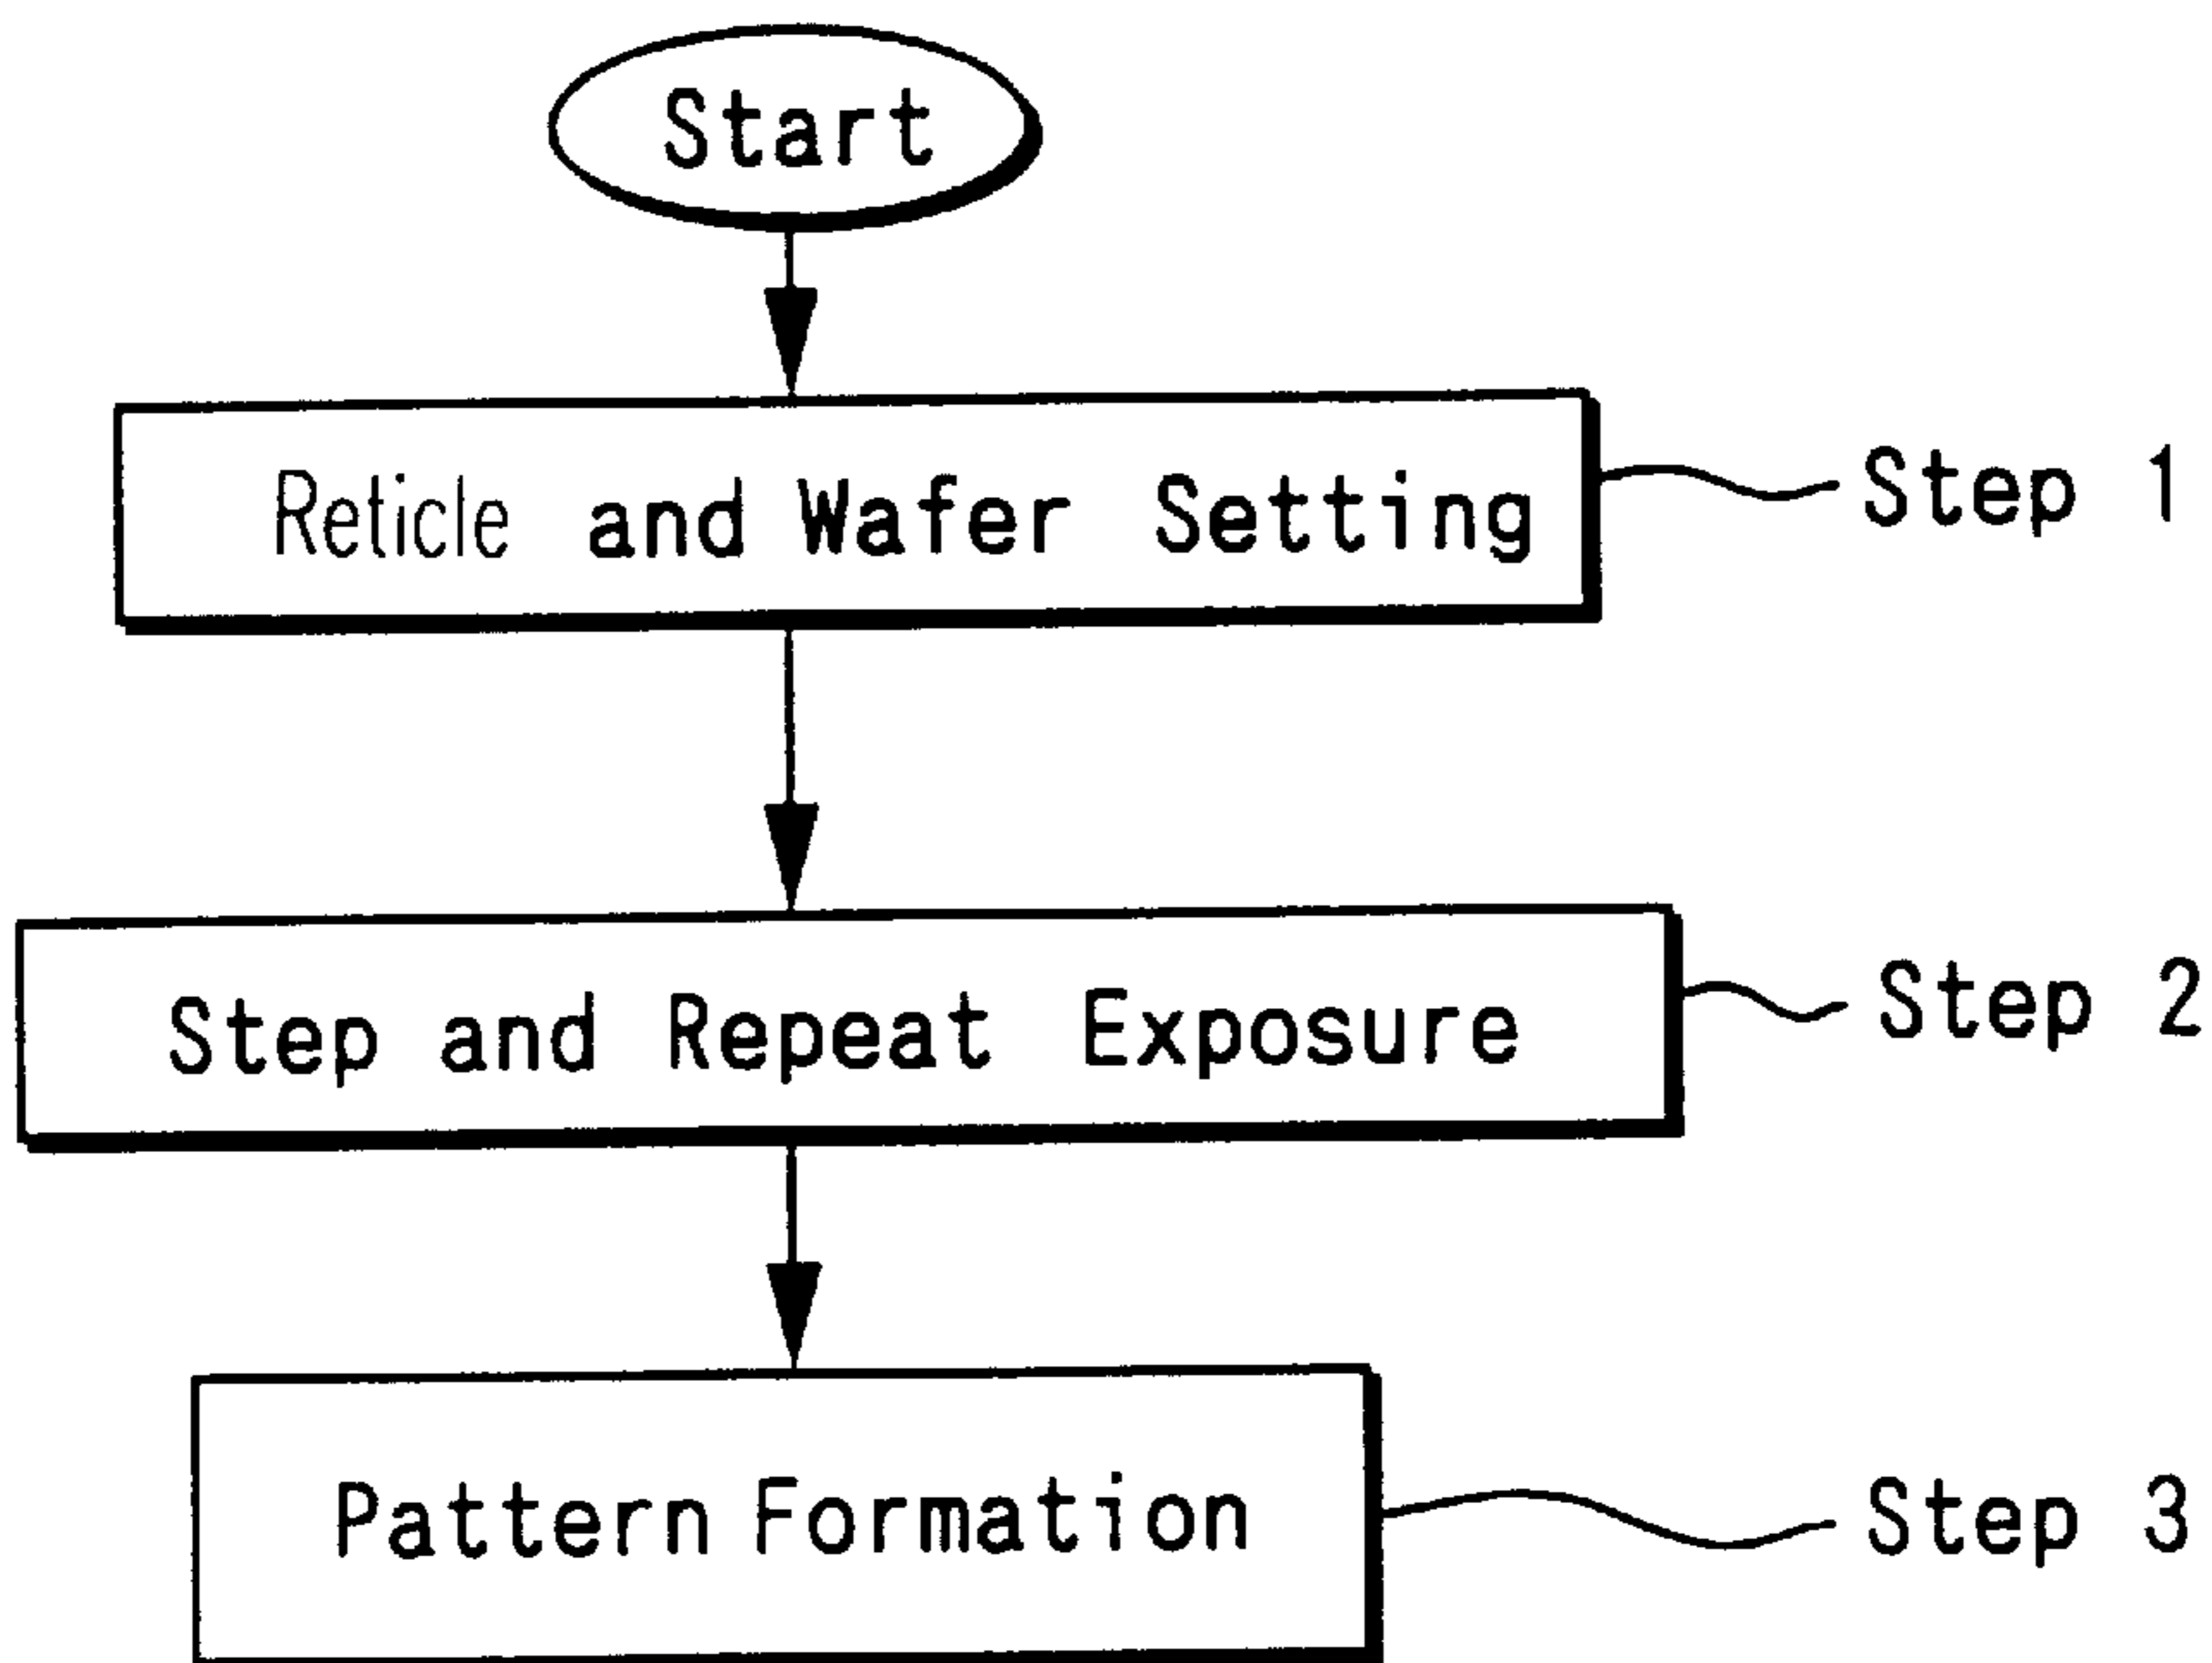 Start
Reticle and Wafer Setting
Step 1
Step and Repeat Exposure
Step 2
Pattern Formation
Step 3